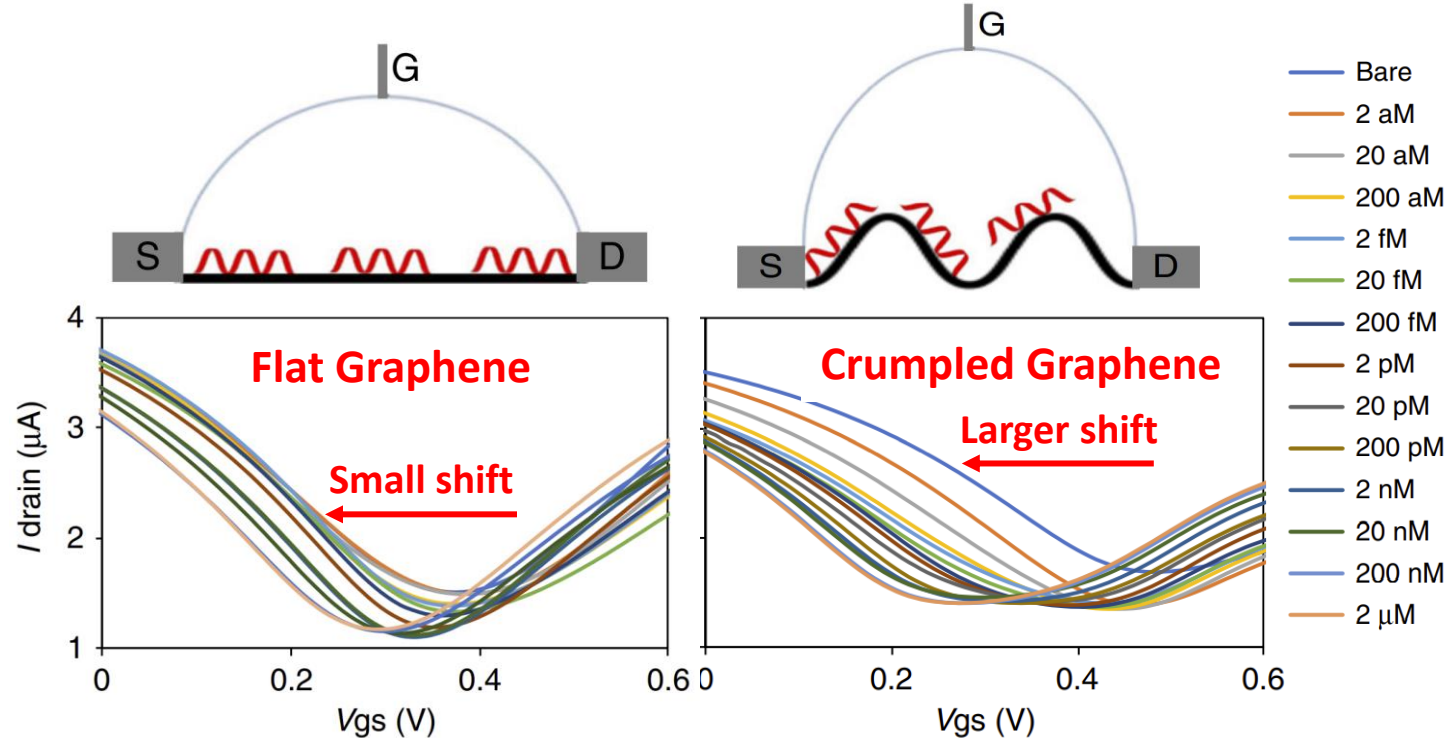 G
S
D
G
S
D
Bare
2 aM
20 aM
200 aM
2 fM
20 fM
200 fM
2 pM
20 pM
200 pM
2 nM
20 nM
200 nM
2 μM
Flat Graphene
Small shift
I drain (μA)
4
3
2
1
0
0.2
0.4
0.6
Vgs (V)
Crumpled Graphene
Larger shift
0
0.2
0.4
0.6
Vgs (V)